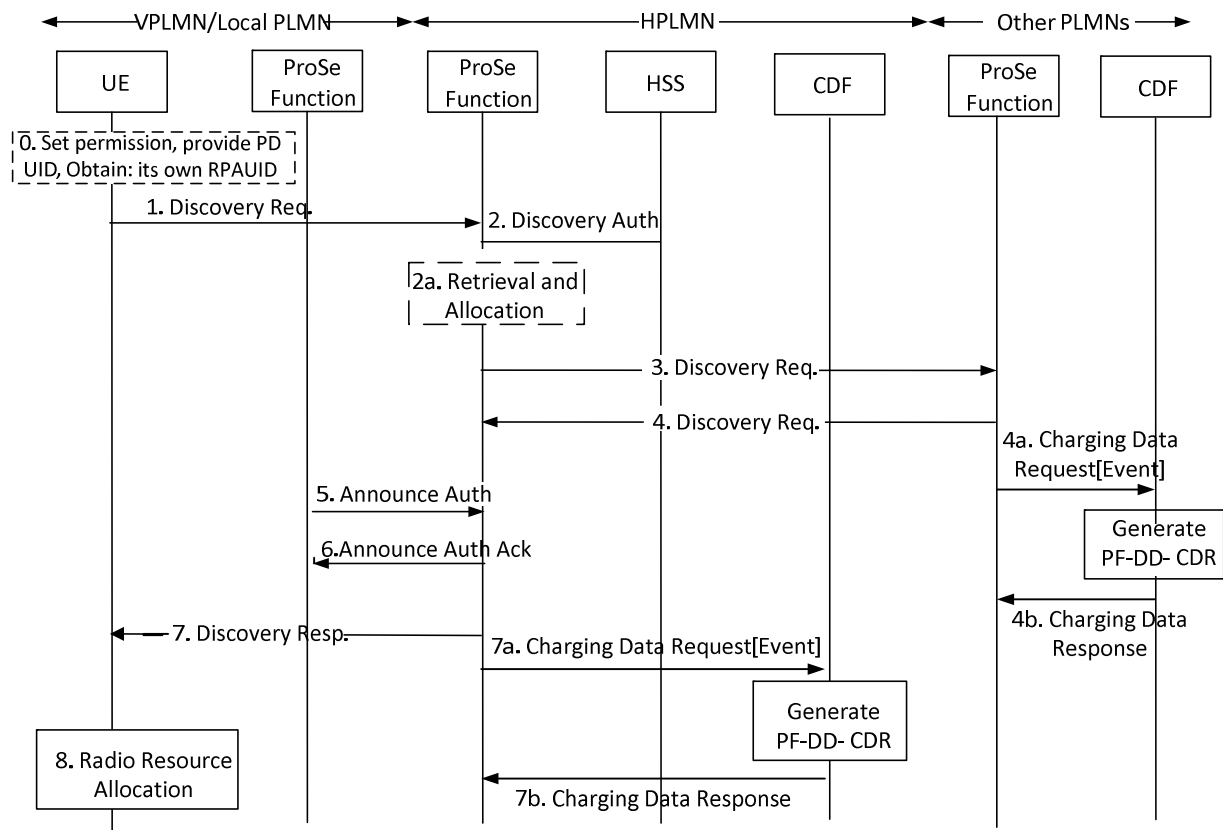 VPLMN/Local PLMN
HPLMN
Other PLMNs
UE
ProSe
Function
ProSe
Function
HSS
CDF
ProSe
Function
CDF
0. Set permission, provide PD
UID, Obtain: its own RPAUID
1. Discovery Req.
2. Discovery Auth
2a. Retrieval and
Allocation
3. Discovery Req.
4. Discovery Req.
4a. Charging Data
Request[Event]
5. Announce Auth
Generate
PF-DD- CDR
6.Announce Auth Ack
4b. Charging Data
Response
7. Discovery Resp.
7a. Charging Data Request[Event]
Generate
PF-DD- CDR
8. Radio Resource
Allocation
7b. Charging Data Response